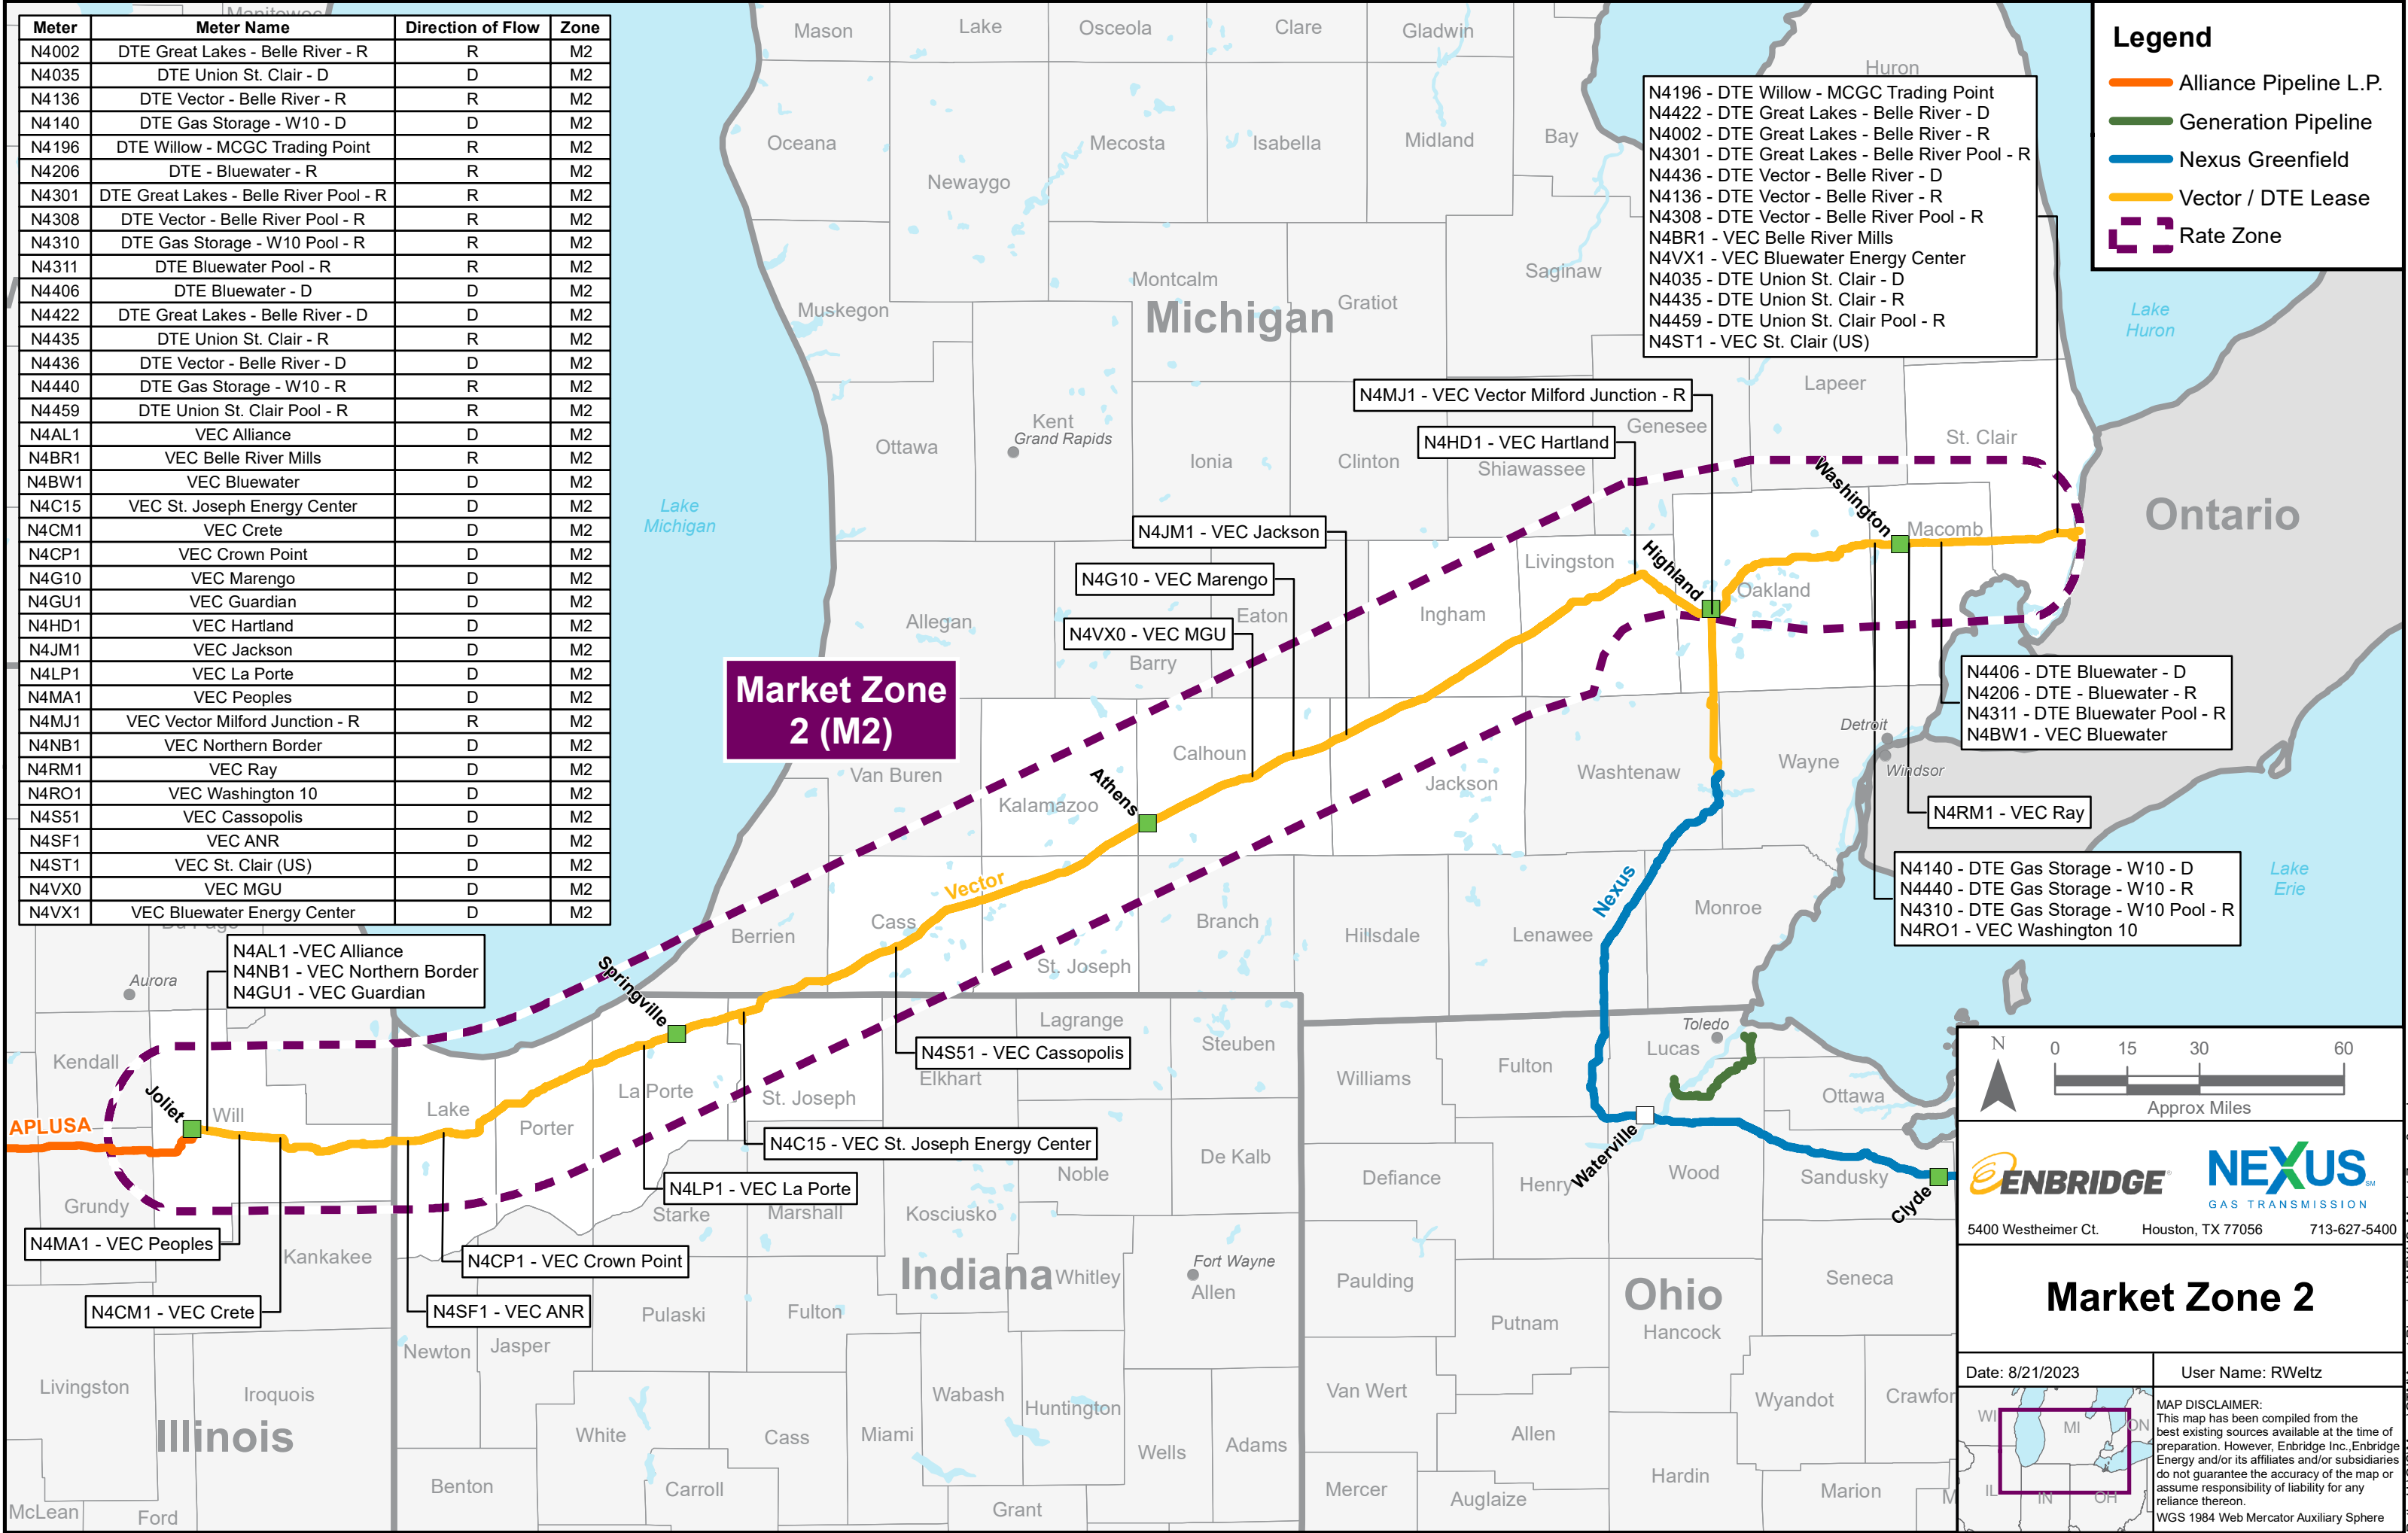 Meter Meter Name Direction of Flow Zone
N4002 DTE Great Lakes - Belle River - R R M2
N4035 DTE Union St. Clair - D D M2
N4136 DTE Vector - Belle River - R R M2
N4140 DTE Gas Storage - W10 - D D M2
N4196 DTE Willow - MCGC Trading Point R M2
N4206 DTE - Bluewater - R R M2
N4301 DTE Great Lakes - Belle River Pool - R R M2
N4308 DTE Vector - Belle River Pool - R R M2
N4310 DTE Gas Storage - W10 Pool - R R M2
N4311 DTE Bluewater Pool - R R M2
N4406 DTE Bluewater - D D M2
N4422 DTE Great Lakes - Belle River - D D M2
N4435 DTE Union St. Clair - R R M2
N4436 DTE Vector - Belle River - D D M2
N4440 DTE Gas Storage - W10 - R R M2
N4459 DTE Union St. Clair Pool - R R M2
N4AL1 VEC Alliance D M2
N4BR1 VEC Belle River Mills R M2
N4BW1 VEC Bluewater D M2
N4C15 VEC St. Joseph Energy Center D M2
N4CM1 VEC Crete D M2
N4CP1 VEC Crown Point D M2
N4G10 VEC Marengo D M2
N4GU1 VEC Guardian D M2
N4HD1 VEC Hartland D M2
N4JM1 VEC Jackson D M2
N4LP1 VEC La Porte D M2
N4MA1 VEC Peoples D M2
N4MJ1 VEC Vector Milford Junction - R R M2
N4NB1 VEC Northern Border D M2
N4RM1 VEC Ray D M2
N4RO1 VEC Washington 10 D M2
N4S51 VEC Cassopolis D M2
N4SF1 VEC ANR D M2
N4ST1 VEC St. Clair (US) D M2
N4VX0 VEC MGU D M2
N4VX1 VEC Bluewater Energy Center D M2
Legend
Alliance Pipeline L.P.
Generation Pipeline
Nexus Greenfield
Vector / DTE Lease
Rate Zone
N4196 - DTE Willow - MCGC Trading Point
N4422 - DTE Great Lakes - Belle River - D
N4002 - DTE Great Lakes - Belle River - R
N4301 - DTE Great Lakes - Belle River Pool - R
N4436 - DTE Vector - Belle River - D
N4136 - DTE Vector - Belle River - R
N4308 - DTE Vector - Belle River Pool - R
N4BR1 - VEC Belle River Mills
N4VX1 - VEC Bluewater Energy Center
N4035 - DTE Union St. Clair - D
N4435 - DTE Union St. Clair - R
N4459 - DTE Union St. Clair Pool - R
N4ST1 - VEC St. Clair (US)
Manitowoc
Mason
Lake
Osceola
Clare
Gladwin
Huron
Oceana
Newaygo
Mecosta
Isabella
Midland
Bay
Muskegon
Montcalm
Michigan
Gratiot
Saginaw
Lake
Huron
Lapeer
Kent
Grand Rapids
Ottawa
Ionia
Clinton
Shiawassee
Genesee
St. Clair
N4MJ1 - VEC Vector Milford Junction - R
N4HD1 - VEC Hartland
Lake
Michigan
N4JM1 - VEC Jackson
N4G10 - VEC Marengo
N4VX0 - VEC MGU
Washington
Macomb
Ontario
Highland
Livingston
Oakland
Ingham
Eaton
Allegan
Barry
Market Zone
2 (M2)
N4406 - DTE Bluewater - D
N4206 - DTE - Bluewater - R
N4311 - DTE Bluewater Pool - R
N4BW1 - VEC Bluewater
Detroit
Windsor
Wayne
Washtenaw
Jackson
Calhoun
Kalamazoo
Van Buren
Athens
N4RM1 - VEC Ray
N4140 - DTE Gas Storage - W10 - D
N4440 - DTE Gas Storage - W10 - R
N4310 - DTE Gas Storage - W10 Pool - R
N4RO1 - VEC Washington 10
Lake
Erie
Vector
Nexus
Berrien
Cass
St. Joseph
Branch
Hillsdale
Lenawee
Monroe
Du Page
N4AL1 -VEC Alliance
N4NB1 - VEC Northern Border
N4GU1 - VEC Guardian
Aurora
Kendall
Springville
Joliet
Will
APLUSA
Grundy
Lake
Porter
La Porte
St. Joseph
Elkhart
Lagrange
Steuben
N4S51 - VEC Cassopolis
N4C15 - VEC St. Joseph Energy Center
N4LP1 - VEC La Porte
Noble
De Kalb
Starke
Marshall
Kosciusko
N4MA1 - VEC Peoples
Kankakee
N4CP1 - VEC Crown Point
N4CM1 - VEC Crete
N4SF1 - VEC ANR
Indiana
Whitley
Fort Wayne
Allen
Pulaski
Fulton
Newton
Jasper
Livingston
Iroquois
Illinois
White
Cass
Miami
Wabash
Huntington
Wells
Adams
Benton
Carroll
Grant
McLean
Ford
Williams
Fulton
Toledo
Lucas
Ottawa
Waterville
Defiance
Henry
Wood
Sandusky
Clyde
Paulding
Ohio
Putnam
Hancock
Seneca
Van Wert
Wyandot
Crawfor
Allen
Mercer
Auglaize
Hardin
Marion
M
N
0 15 30 60
Approx Miles
ENBRIDGE
NEXUS SM
GAS TRANSMISSION
5400 Westheimer Ct. Houston, TX 77056 713-627-5400
Market Zone 2
Date: 8/21/2023 User Name: RWeltz
WI
MI
ON
IL
IN
OH
MAP DISCLAIMER:
This map has been compiled from the
best existing sources available at the time of
preparation. However, Enbridge Inc.,Enbridge
Energy and/or its affiliates and/or subsidiaries
do not guarantee the accuracy of the map or
assume responsibility of liability for any
reliance thereon.
WGS 1984 Web Mercator Auxiliary Sphere